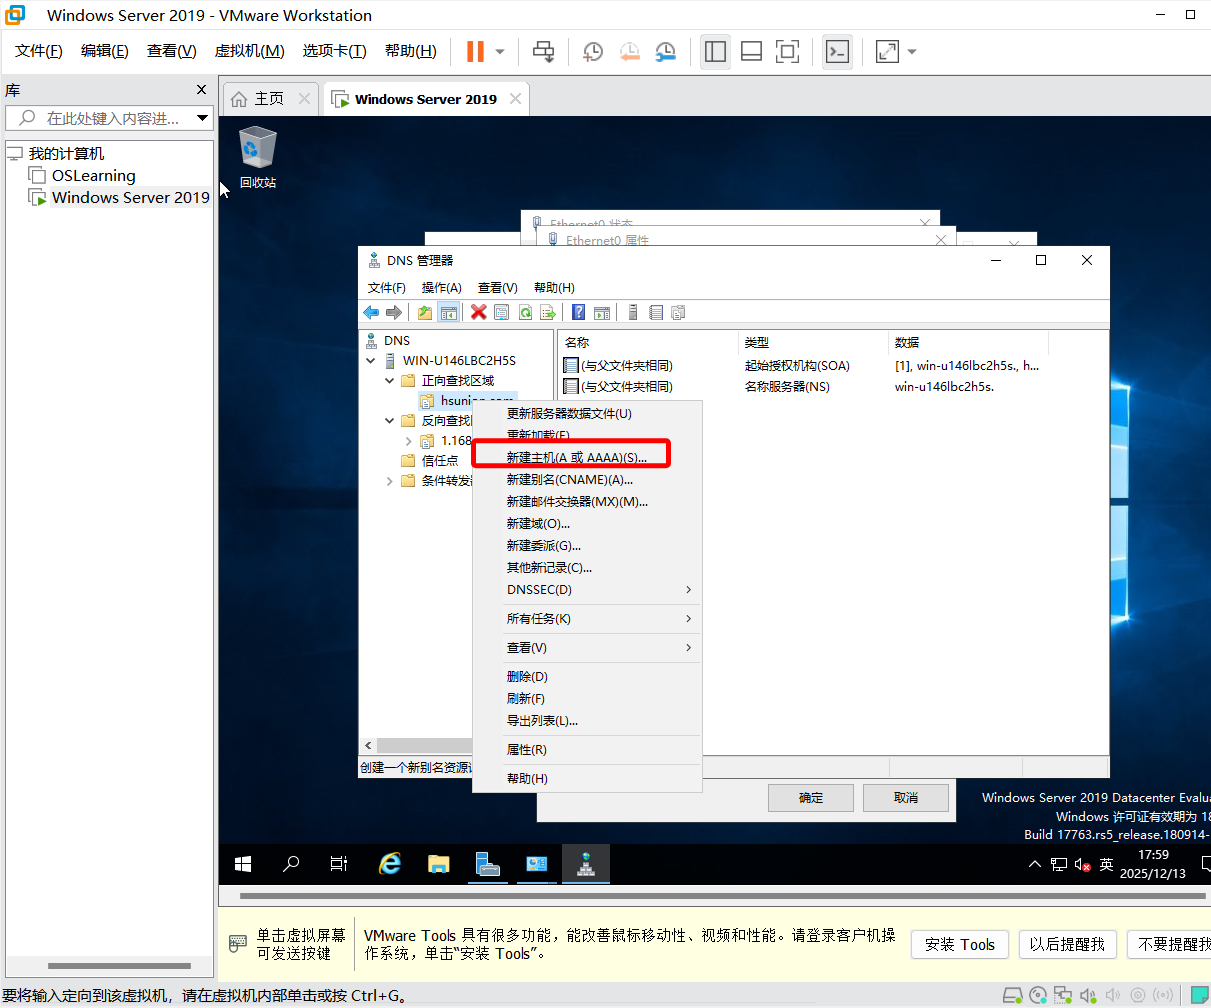 Windows Server 2019 - VMware Workstation
文件(F) 编辑(E) 查看(V) 虚拟机(M) 选项卡(T) 帮助(H)
库
在此处键入内容进...
我的计算机
OSLearning
Windows Server 2019
主页
Windows Server 2019
回收站
Ethernet0 状态
Ethernet0 属性
DNS 管理器
文件(F) 操作(A) 查看(V) 帮助(H)
DNS
WIN-U146LBC2H5S
正向查找区域
hsunion.com
反向查找
1.168
信任点
条件转发
名称 类型 数据
(与父文件夹相同) 起始授权机构(SOA) [1], win-u146lbc2h5s., h...
(与父文件夹相同) 名称服务器(NS) win-u146lbc2h5s.
更新服务器数据文件(U)
重新加载(E)
新建主机(A 或 AAAA)(S)...
新建别名(CNAME)(A)...
新建邮件交换器(MX)(M)...
新建域(O)...
新建委派(G)...
其他新记录(C)...
DNSSEC(D)
所有任务(K)
查看(V)
删除(D)
刷新(F)
导出列表(L)...
属性(R)
帮助(H)
创建一个新别名资源
确定 取消
Windows Server 2019 Datacenter Evalu
Windows 许可证有效期为 18
Build 17763.rs5_release.180914-
英
17:59
2025/12/13
单击虚拟屏幕
可发送按键
VMware Tools 具有很多功能，能改善鼠标移动性、视频和性能。请登录客户机操
作系统，单击“安装 Tools”。
安装 Tools 以后提醒我 不要提醒我
要将输入定向到该虚拟机，请在虚拟机内部单击或按 Ctrl+G。